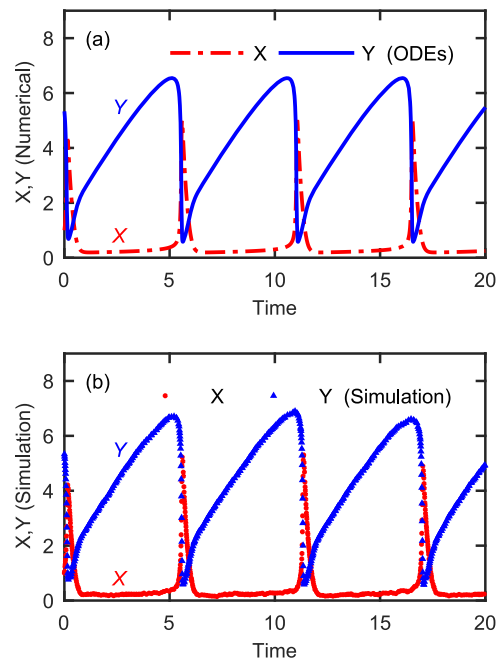 (a) X Y (ODEs)
8
6
4
2
0
X,Y (Numerical)
Y
X
0 5 10 15 20
Time
(b) X Y (Simulation)
8
6
4
2
0
X,Y (Simulation)
Y
X
0 5 10 15 20
Time